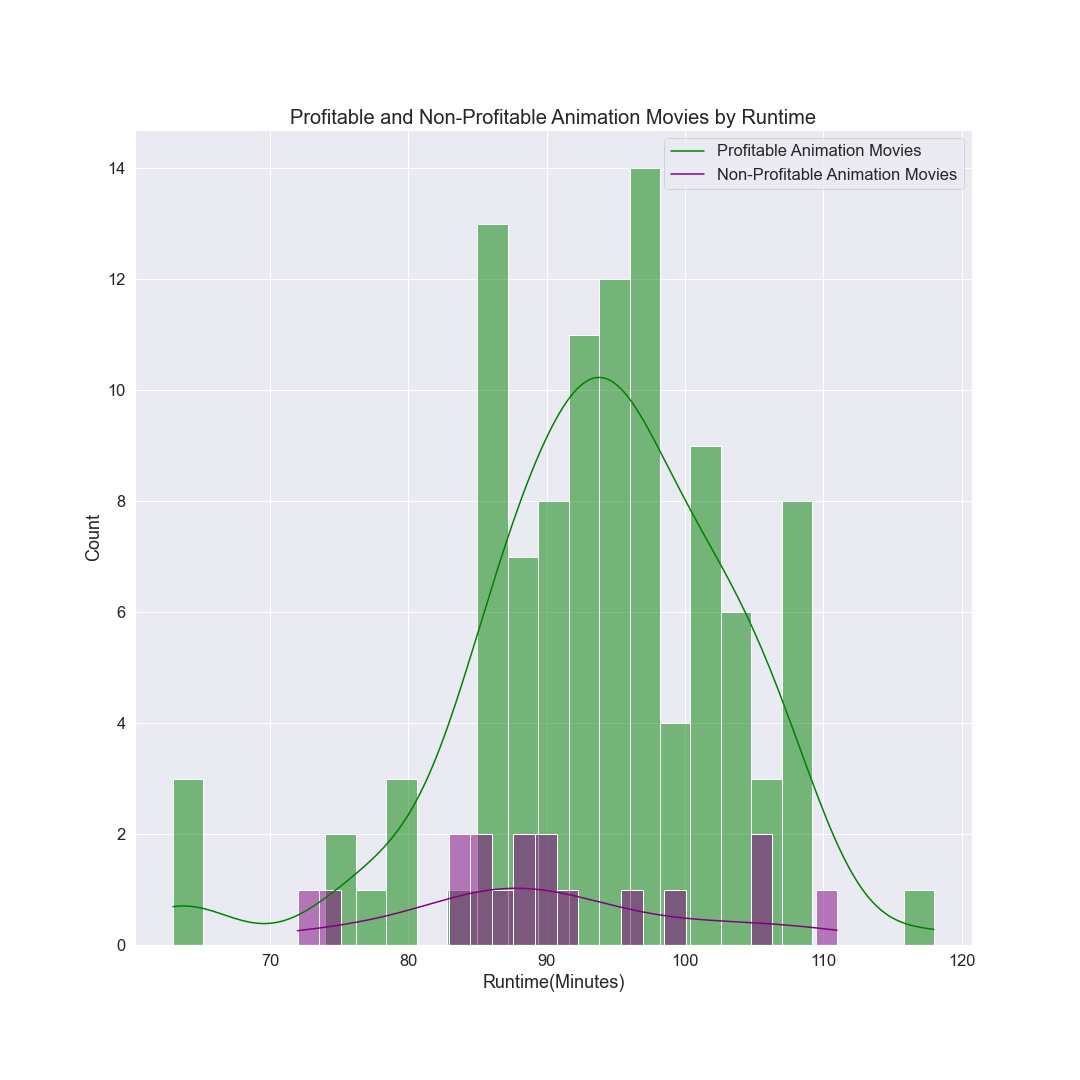 Profitable and Non-Profitable Animation Movies by Runtime
Profitable Animation Movies
Non-Profitable Animation Movies
14
12
10
8
6
4
2
0
Count
70 80 90 100 110 120
Runtime(Minutes)